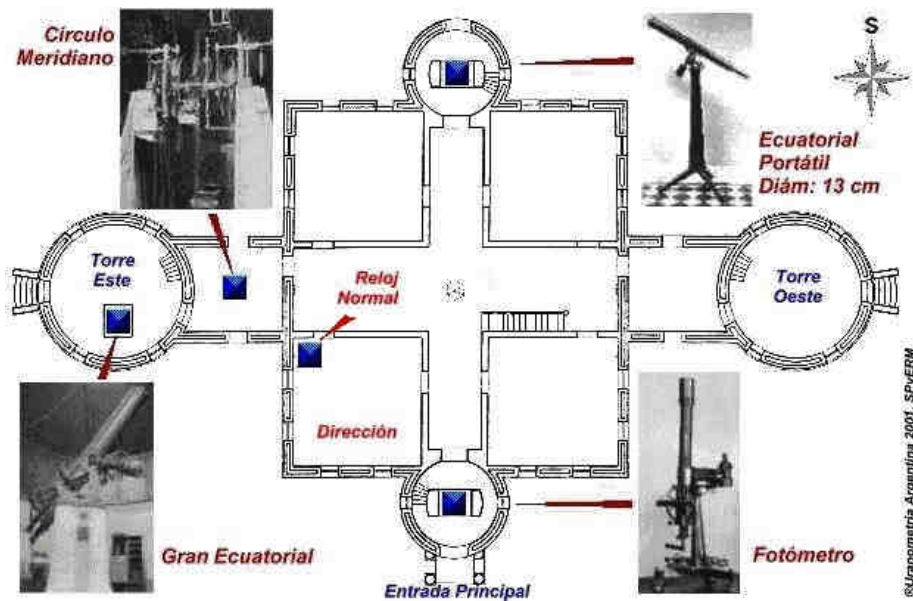 Círculo
Meridiano
S
Ecuatorial
Portátil
Diám: 13 cm
Torre
Este
Reloj
Normal
Torre
Oeste
Dirección
Gran Ecuatorial
Fotómetro
Entrada Principal
©Uranometría Argentina 2001, SPyERM